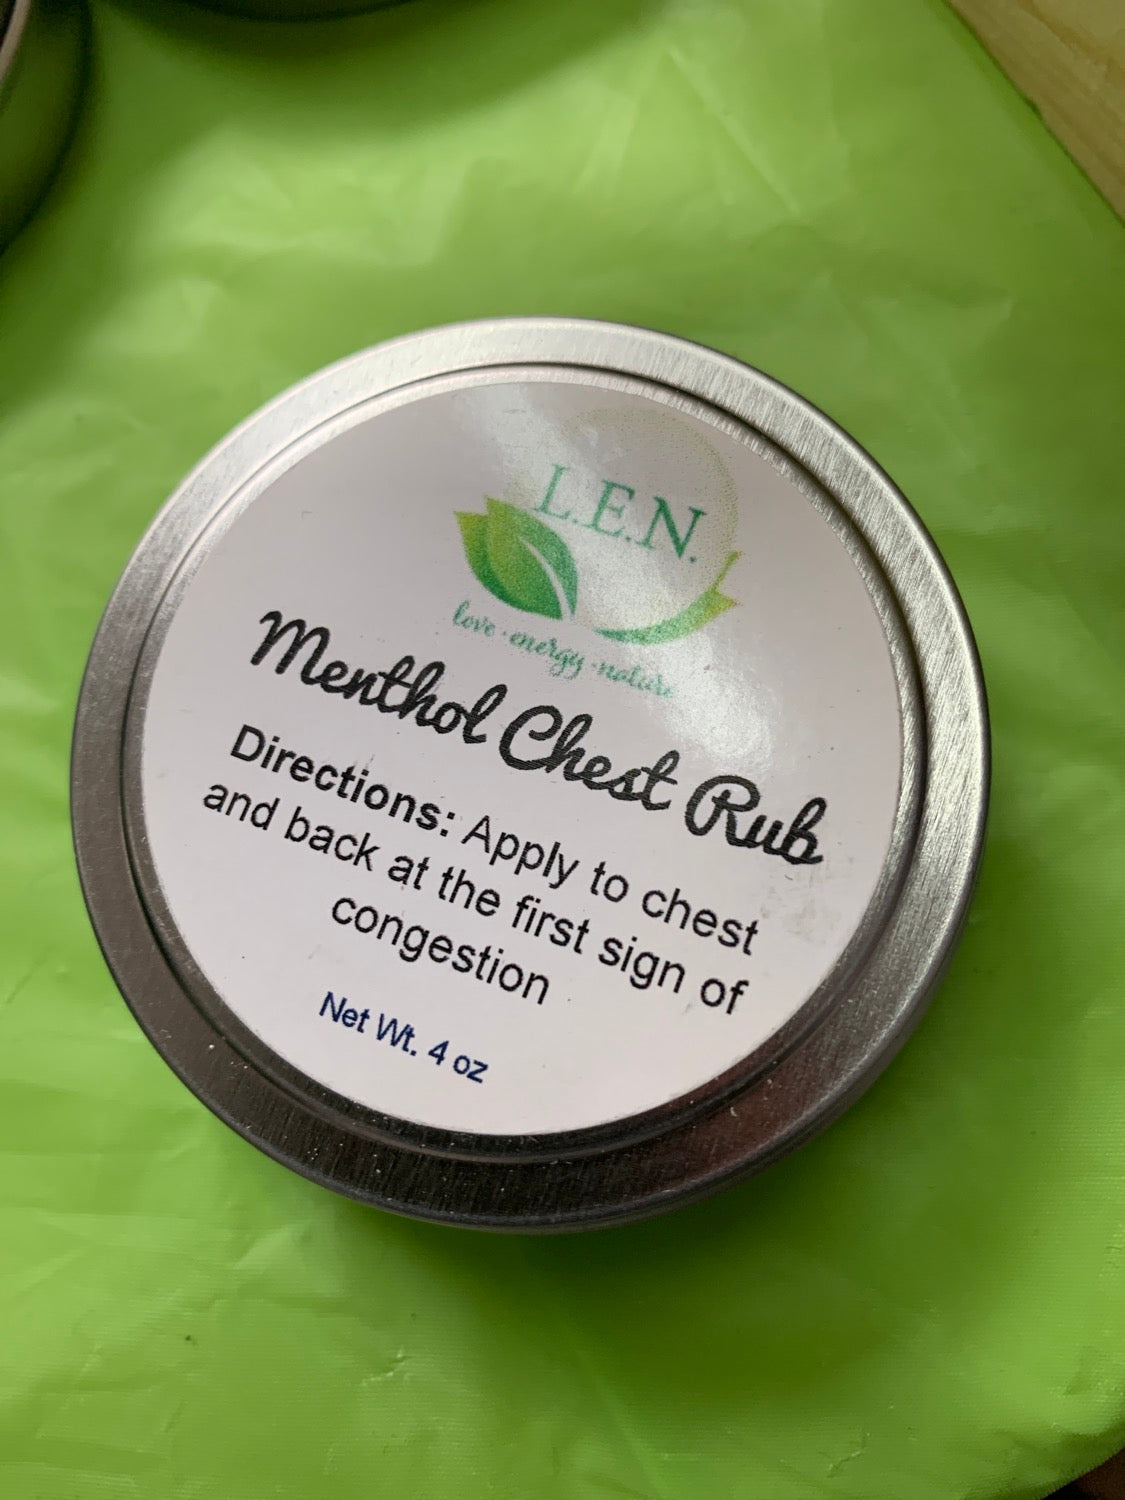 L.E.N.
love · energy · nature
Menthol Chest Rub
Directions: Apply to chest
and back at the first sign of
congestion
Net Wt. 4 oz